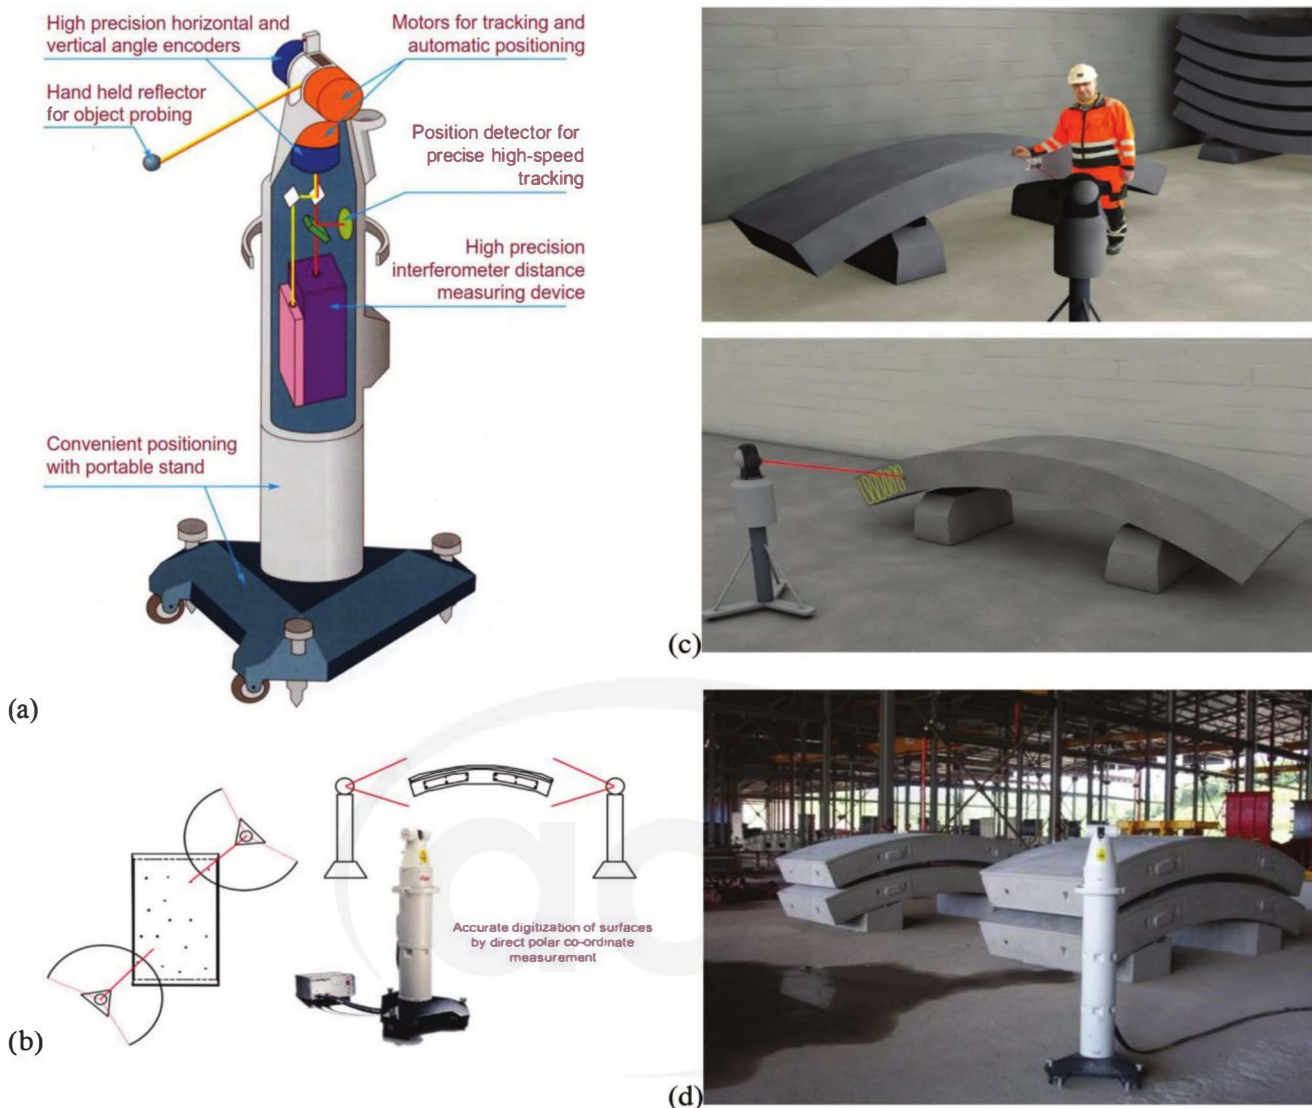 High precision horizontal and
vertical angle encoders
Motors for tracking and
automatic positioning
Hand held reflector
for object probing
Position detector for
precise high-speed
tracking
High precision
interferometer distance
measuring device
Convenient positioning
with portable stand
(a)
(b)
Accurate digitization of surfaces
by direct polar co-ordinate
measurement
(c)
(d)